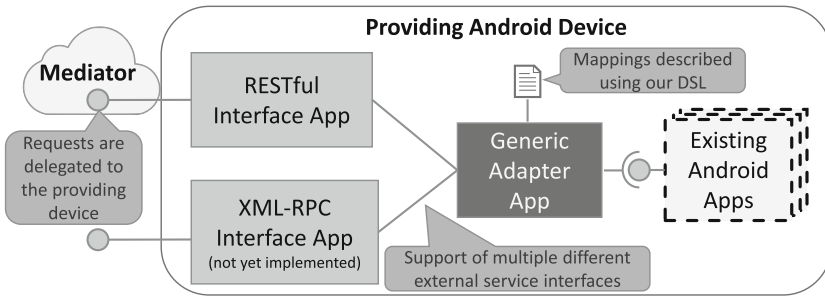 Providing Android Device
Mediator
RESTful
Interface App
Mappings described
using our DSL
Requests are
delegated to
the providing
device
Generic
Adapter
App
Existing
Android
Apps
XML-RPC
Interface App
(not yet implemented)
Support of multiple different
external service interfaces